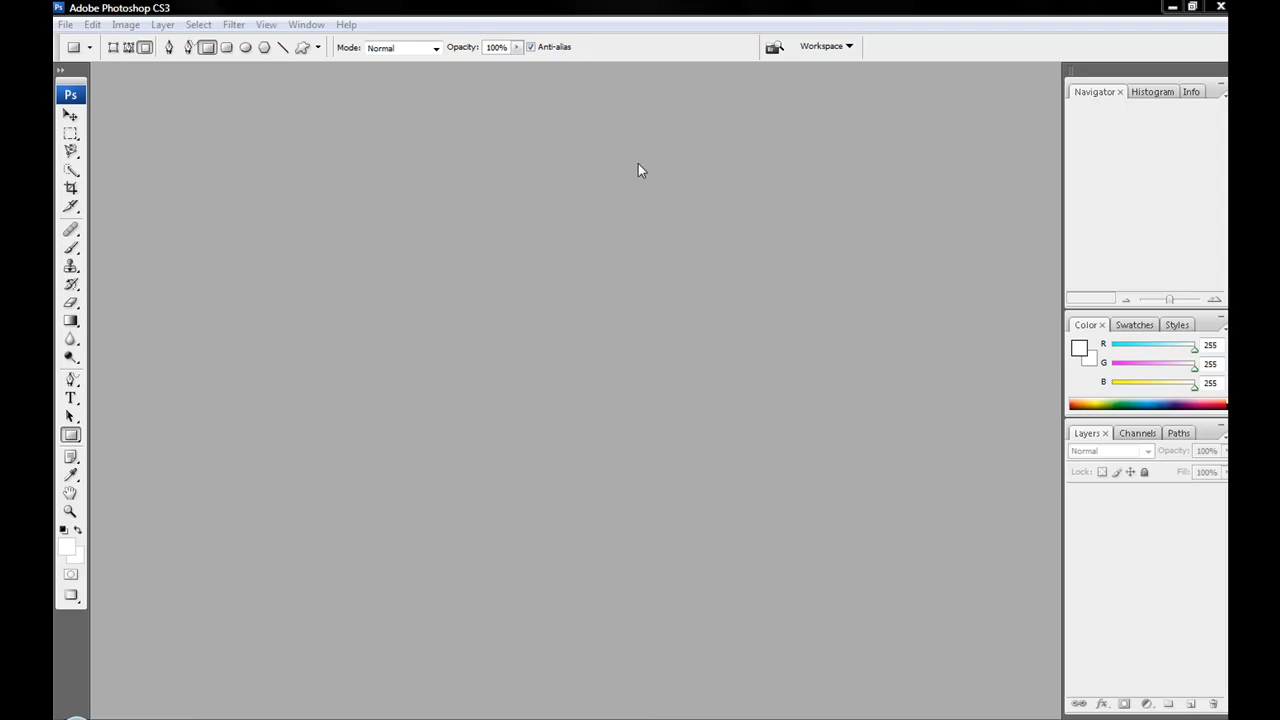 Ps Adobe Photoshop CS3
File Edit Image Layer Select Filter View Window Help
Mode: Normal Opacity: 100% Anti-alias Workspace
Ps
Navigator Histogram Info
Color Swatches Styles
R 255
G 255
B 255
Layers Channels Paths
Normal Opacity: 100%
Lock: Fill: 100%
T